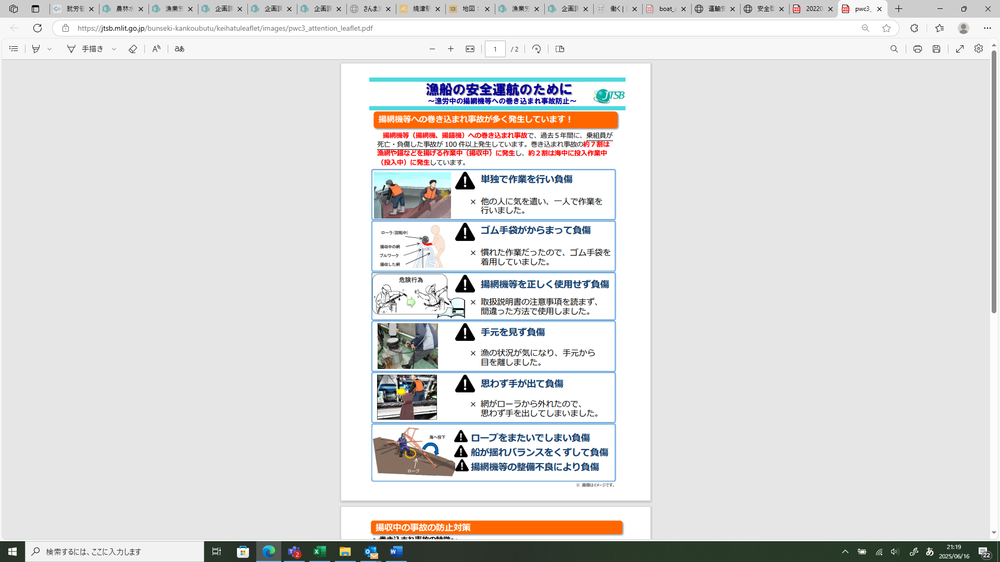 就労管
農林水
漁業労
企画課
企画課
企画課
さんま漁
焼津駅
地図：
漁業労
企画課
働く |
boat_a
運輸安
安全啓
20220
pwc3_
https://jtsb.mlit.go.jp/bunseki-kankoubutu/keihatuleaflet/images/pwc3_attention_leaflet.pdf
手描き
aあ
1 / 2
漁船の安全運航のために
～漁労中の揚網機等への巻き込まれ事故防止～
JTSB
揚網機等への巻き込まれ事故が多く発生しています！
揚網機等（揚網機、揚錨機）への巻き込まれ事故で、過去５年間に、乗組員が
死亡・負傷した事故が 100 件以上発生しています。巻き込まれ事故の約７割は
漁網や錨などを揚げる作業中（揚収中）に発生し、約２割は海中に投入作業中
（投入中）に発生しています。
単独で作業を行い負傷
× 他の人に気を遣い、一人で作業を
行いました。
ローラ（回転中）
揚収中の網
ブルワーク
揚収した網
ゴム手袋がからまって負傷
× 慣れた作業だったので、ゴム手袋を
着用していました。
危険行為
揚網機等を正しく使用せず負傷
× 取扱説明書の注意事項を読まず、
間違った方法で使用しました。
手元を見ず負傷
× 漁の状況が気になり、手元から
目を離しました。
思わず手が出て負傷
× 網がローラから外れたので、
思わず手を出してしまいました。
海へ投下
ロープ
ロープをまたいでしまい負傷
船が揺れバランスをくずして負傷
揚網機等の整備不良により負傷
※ 画像はイメージです。
揚収中の事故の防止対策
～巻き込まれ事故の特徴～
検索するには、ここに入力します
2
あ
21:19
2025/06/16
22